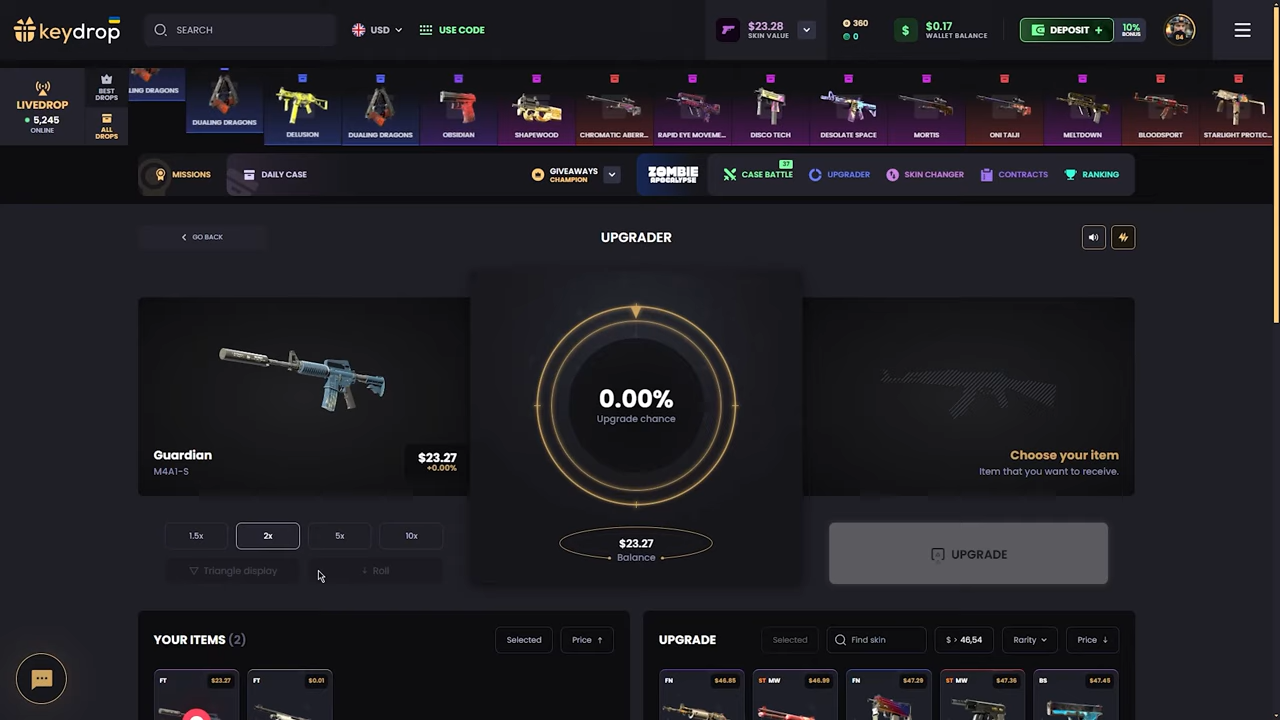 keydrop
SEARCH
USD
USE CODE
$23.28
SKIN VALUE
360
0
$
$0.17
WALLET BALANCE
DEPOSIT +
10%
BONUS
84
LIVEDROP
5,245
ONLINE
BEST
DROPS
ALL
DROPS
DUALING DRAGONS
DUALING DRAGONS
DELUSION
DUALING DRAGONS
OBSIDIAN
SHAPEWOOD
CHROMATIC ABERR...
RAPID EYE MOVEME...
DISCO TECH
DESOLATE SPACE
MORTIS
ONI TAIJI
MELTDOWN
BLOODSPORT
STARLIGHT PROTEC...
MISSIONS
DAILY CASE
GIVEAWAYS
CHAMPION
ZOMBIE
APOCALYPSE
CASE BATTLE
37
UPGRADER
SKIN CHANGER
CONTRACTS
RANKING
GO BACK
UPGRADER
Guardian
M4A1-S
$23.27
+0.00%
0.00%
Upgrade chance
$23.27
Balance
Choose your item
Item that you want to receive.
1.5x
2x
5x
10x
Triangle display
Roll
UPGRADE
YOUR ITEMS (2)
Selected
Price ↑
UPGRADE
Selected
Find skin
$ > 46,54
Rarity
Price ↓
FT
$23.27
FT
$0.01
FN
$46.85
ST MW
$46.99
FN
$47.29
ST MW
$47.36
BS
$47.45